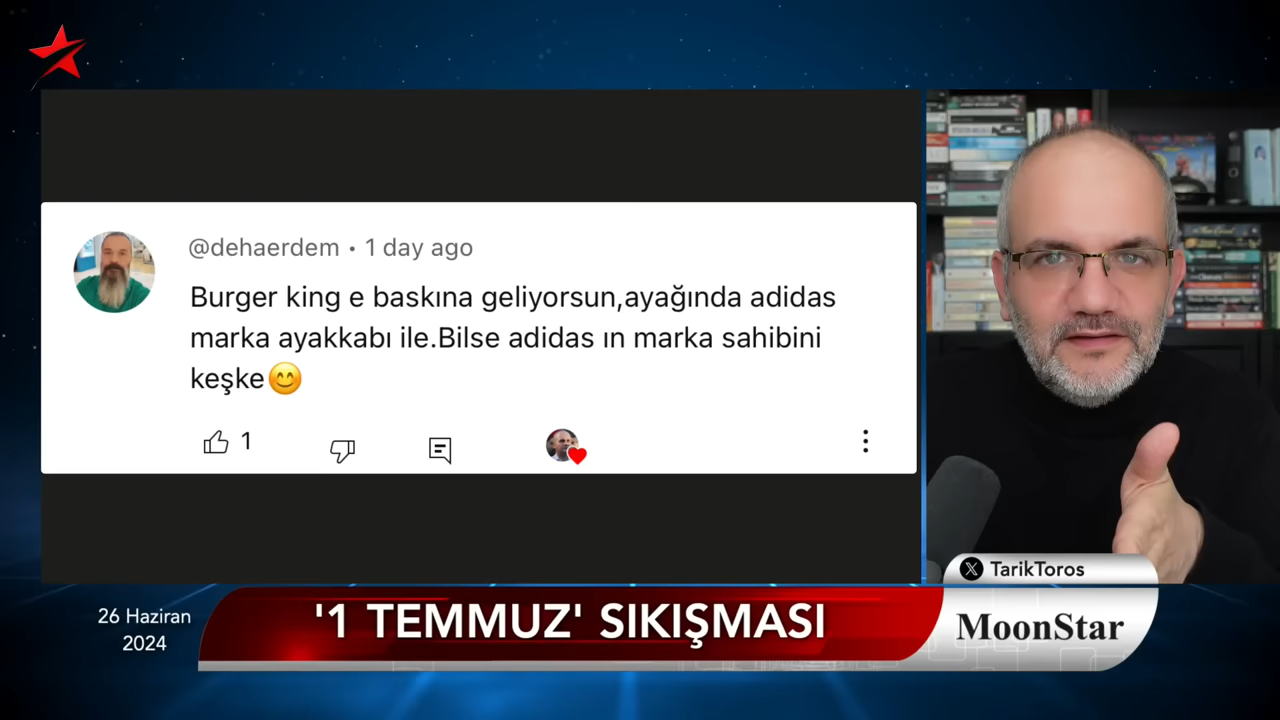 @dehaerdem • 1 day ago
Burger king e baskına geliyorsun,ayağında adidas
marka ayakkabı ile.Bilse adidas ın marka sahibini
keşke😊
1
TarikToros
26 Haziran
2024
'1 TEMMUZ' SIKIŞMASI
MoonStar